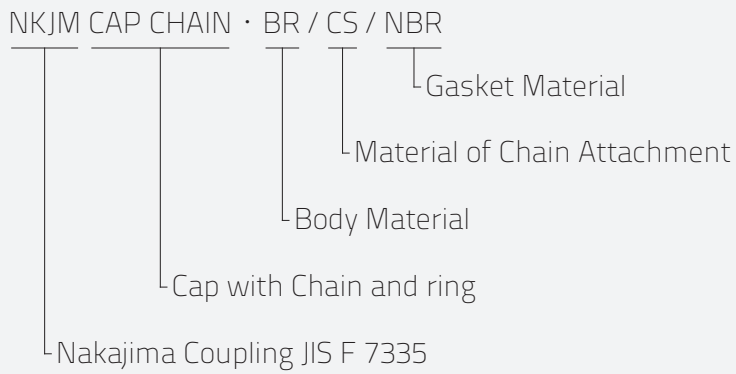 NKJM CAP CHAIN · BR / CS / NBR
Gasket Material
Material of Chain Attachment
Body Material
Cap with Chain and ring
Nakajima Coupling JIS F 7335